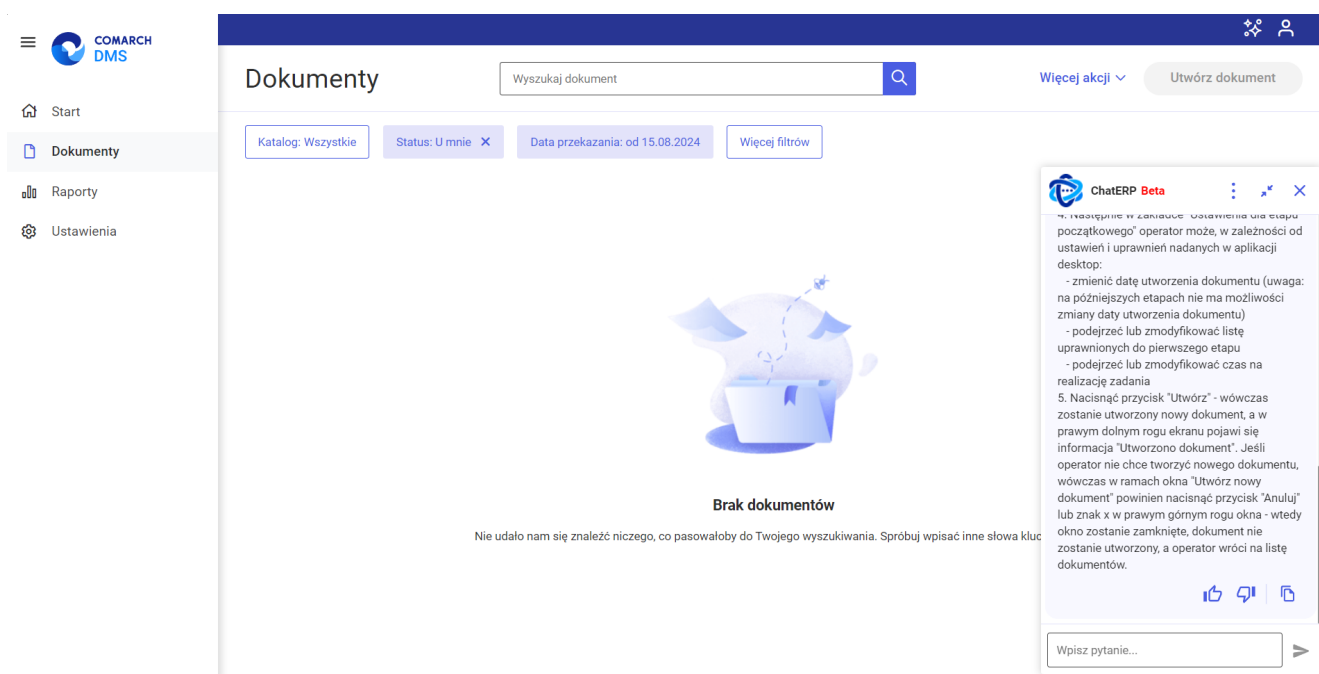 COMARCH
DMS
Start
Dokumenty
Raporty
Ustawienia
Dokumenty
Wyszukaj dokument
Więcej akcji
Utwórz dokument
Katalog: Wszystkie
Status: U mnie
Data przekazania: od 15.08.2024
Więcej filtrów
Brak dokumentów
Nie udało nam się znaleźć niczego, co pasowałoby do Twojego wyszukiwania. Spróbuj wpisać inne słowa kluc
ChatERP Beta
4. Następnie w zakładce "Ustawienia dla etapu
początkowego" operator może, w zależności od
ustawień i uprawnień nadanych w aplikacji
desktop:
- zmienić datę utworzenia dokumentu (uwaga:
na późniejszych etapach nie ma możliwości
zmiany daty utworzenia dokumentu)
- podejrzeć lub zmodyfikować listę
uprawnionych do pierwszego etapu
- podejrzeć lub zmodyfikować czas na
realizację zadania
5. Nacisnąć przycisk "Utwórz" - wówczas
zostanie utworzony nowy dokument, a w
prawym dolnym rogu ekranu pojawi się
informacja "Utworzono dokument". Jeśli
operator nie chce tworzyć nowego dokumentu,
wówczas w ramach okna "Utwórz nowy
dokument" powinien nacisnąć przycisk "Anuluj"
lub znak x w prawym górnym rogu okna - wtedy
okno zostanie zamknięte, dokument nie
zostanie utworzony, a operator wróci na listę
dokumentów.
Wpisz pytanie...